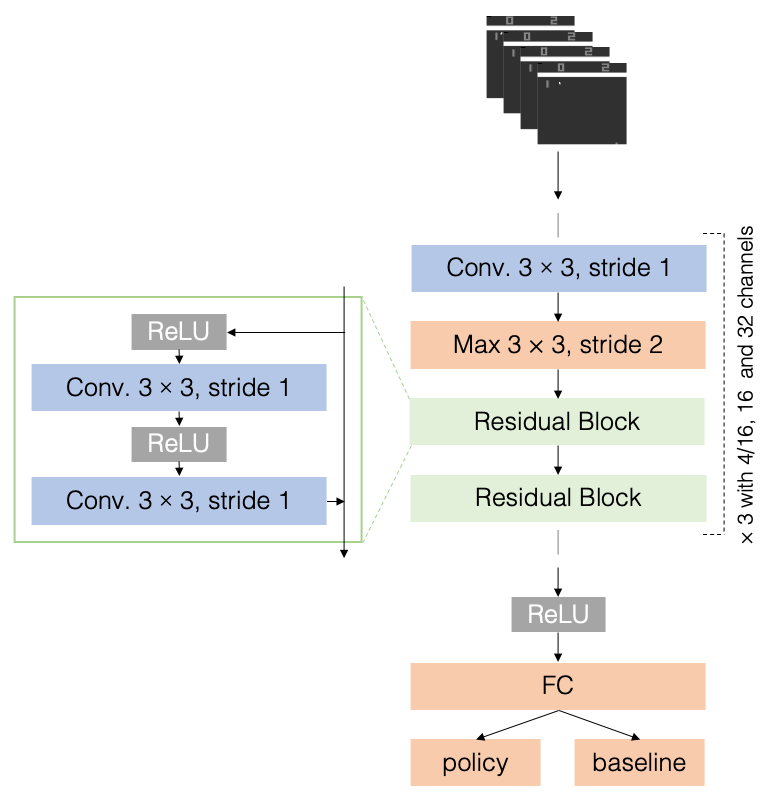 0 2
1 0 2
1 0 2
1 0 2
1
Conv. 3 × 3, stride 1
Max 3 × 3, stride 2
Residual Block
Residual Block
× 3 with 4/16, 16 and 32 channels
ReLU
Conv. 3 × 3, stride 1
ReLU
Conv. 3 × 3, stride 1
ReLU
FC
policy
baseline